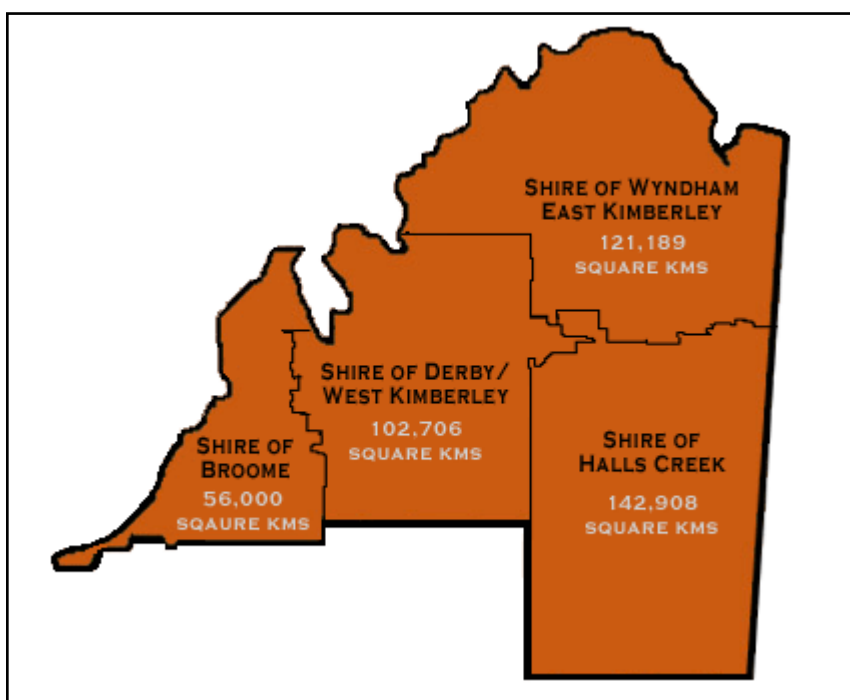 SHIRE OF WYNDHAM
EAST KIMBERLEY
121,189
SQUARE KMS
SHIRE OF DERBY/
WEST KIMBERLEY
102,706
SQUARE KMS
SHIRE OF
BROOME
56,000
SQAURE KMS
SHIRE OF
HALLS CREEK
142,908
SQUARE KMS